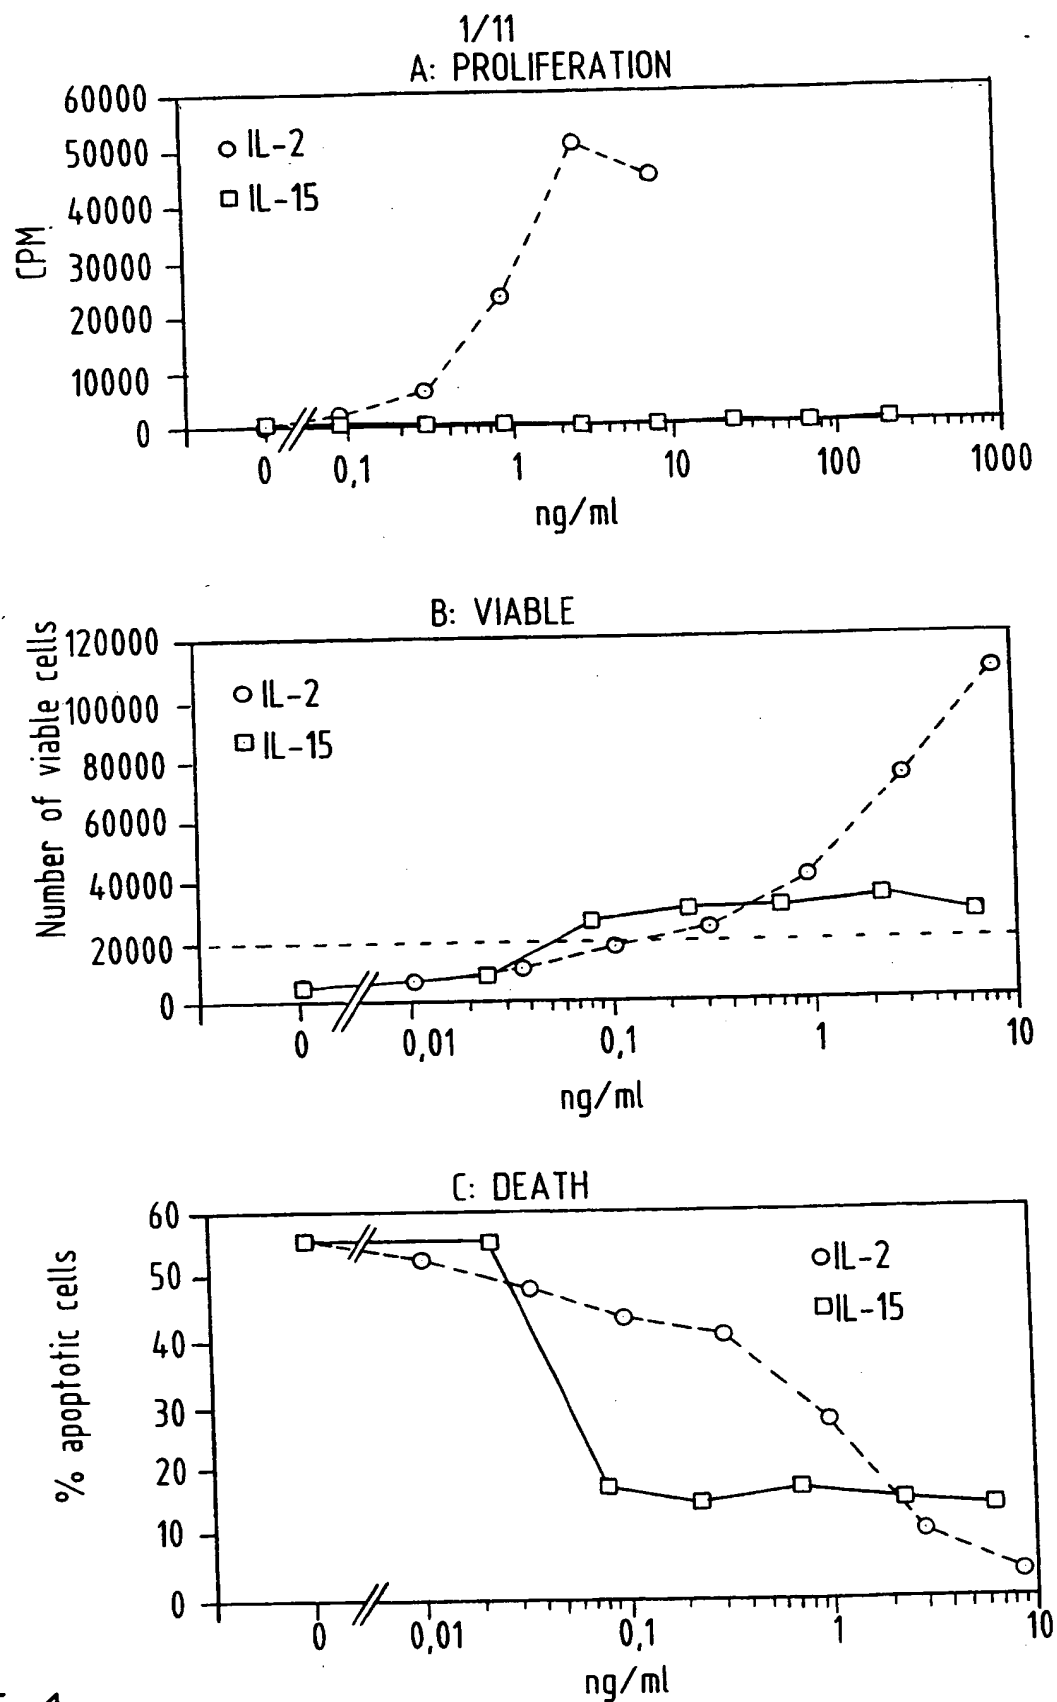 1/11
A: PROLIFERATION
60000
50000
40000
30000
20000
10000
0
CPM
IL-2
IL-15
0 0,1 1 10 100 1000
ng/ml
B: VIABLE
120000
100000
80000
60000
40000
20000
0
Number of viable cells
IL-2
IL-15
0 0,01 0,1 1 10
ng/ml
C: DEATH
60
50
40
30
20
10
0
% apoptotic cells
IL-2
IL-15
0 0,01 0,1 1 10
ng/ml